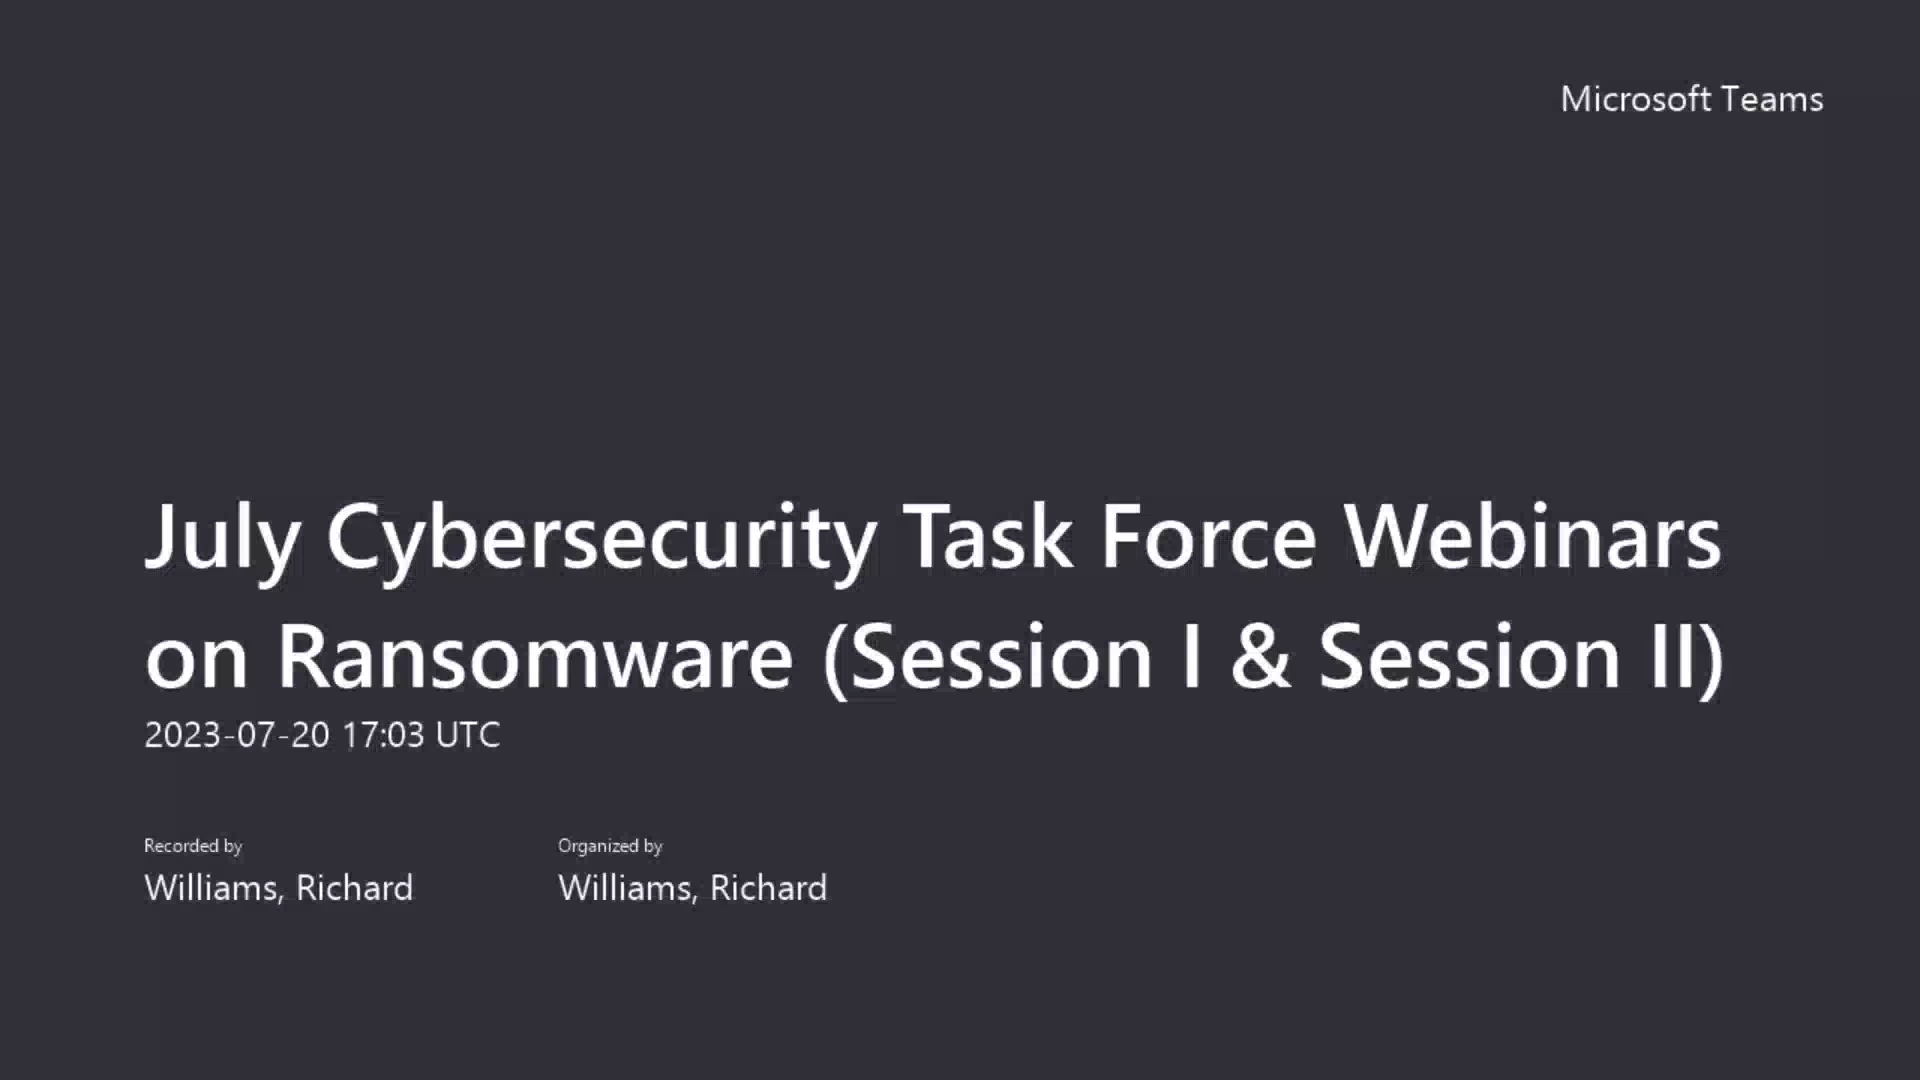 Microsoft Teams
July Cybersecurity Task Force Webinars
on Ransomware (Session I & Session II)
2023-07-20 17:03 UTC
Recorded by
Williams, Richard
Organized by
Williams, Richard